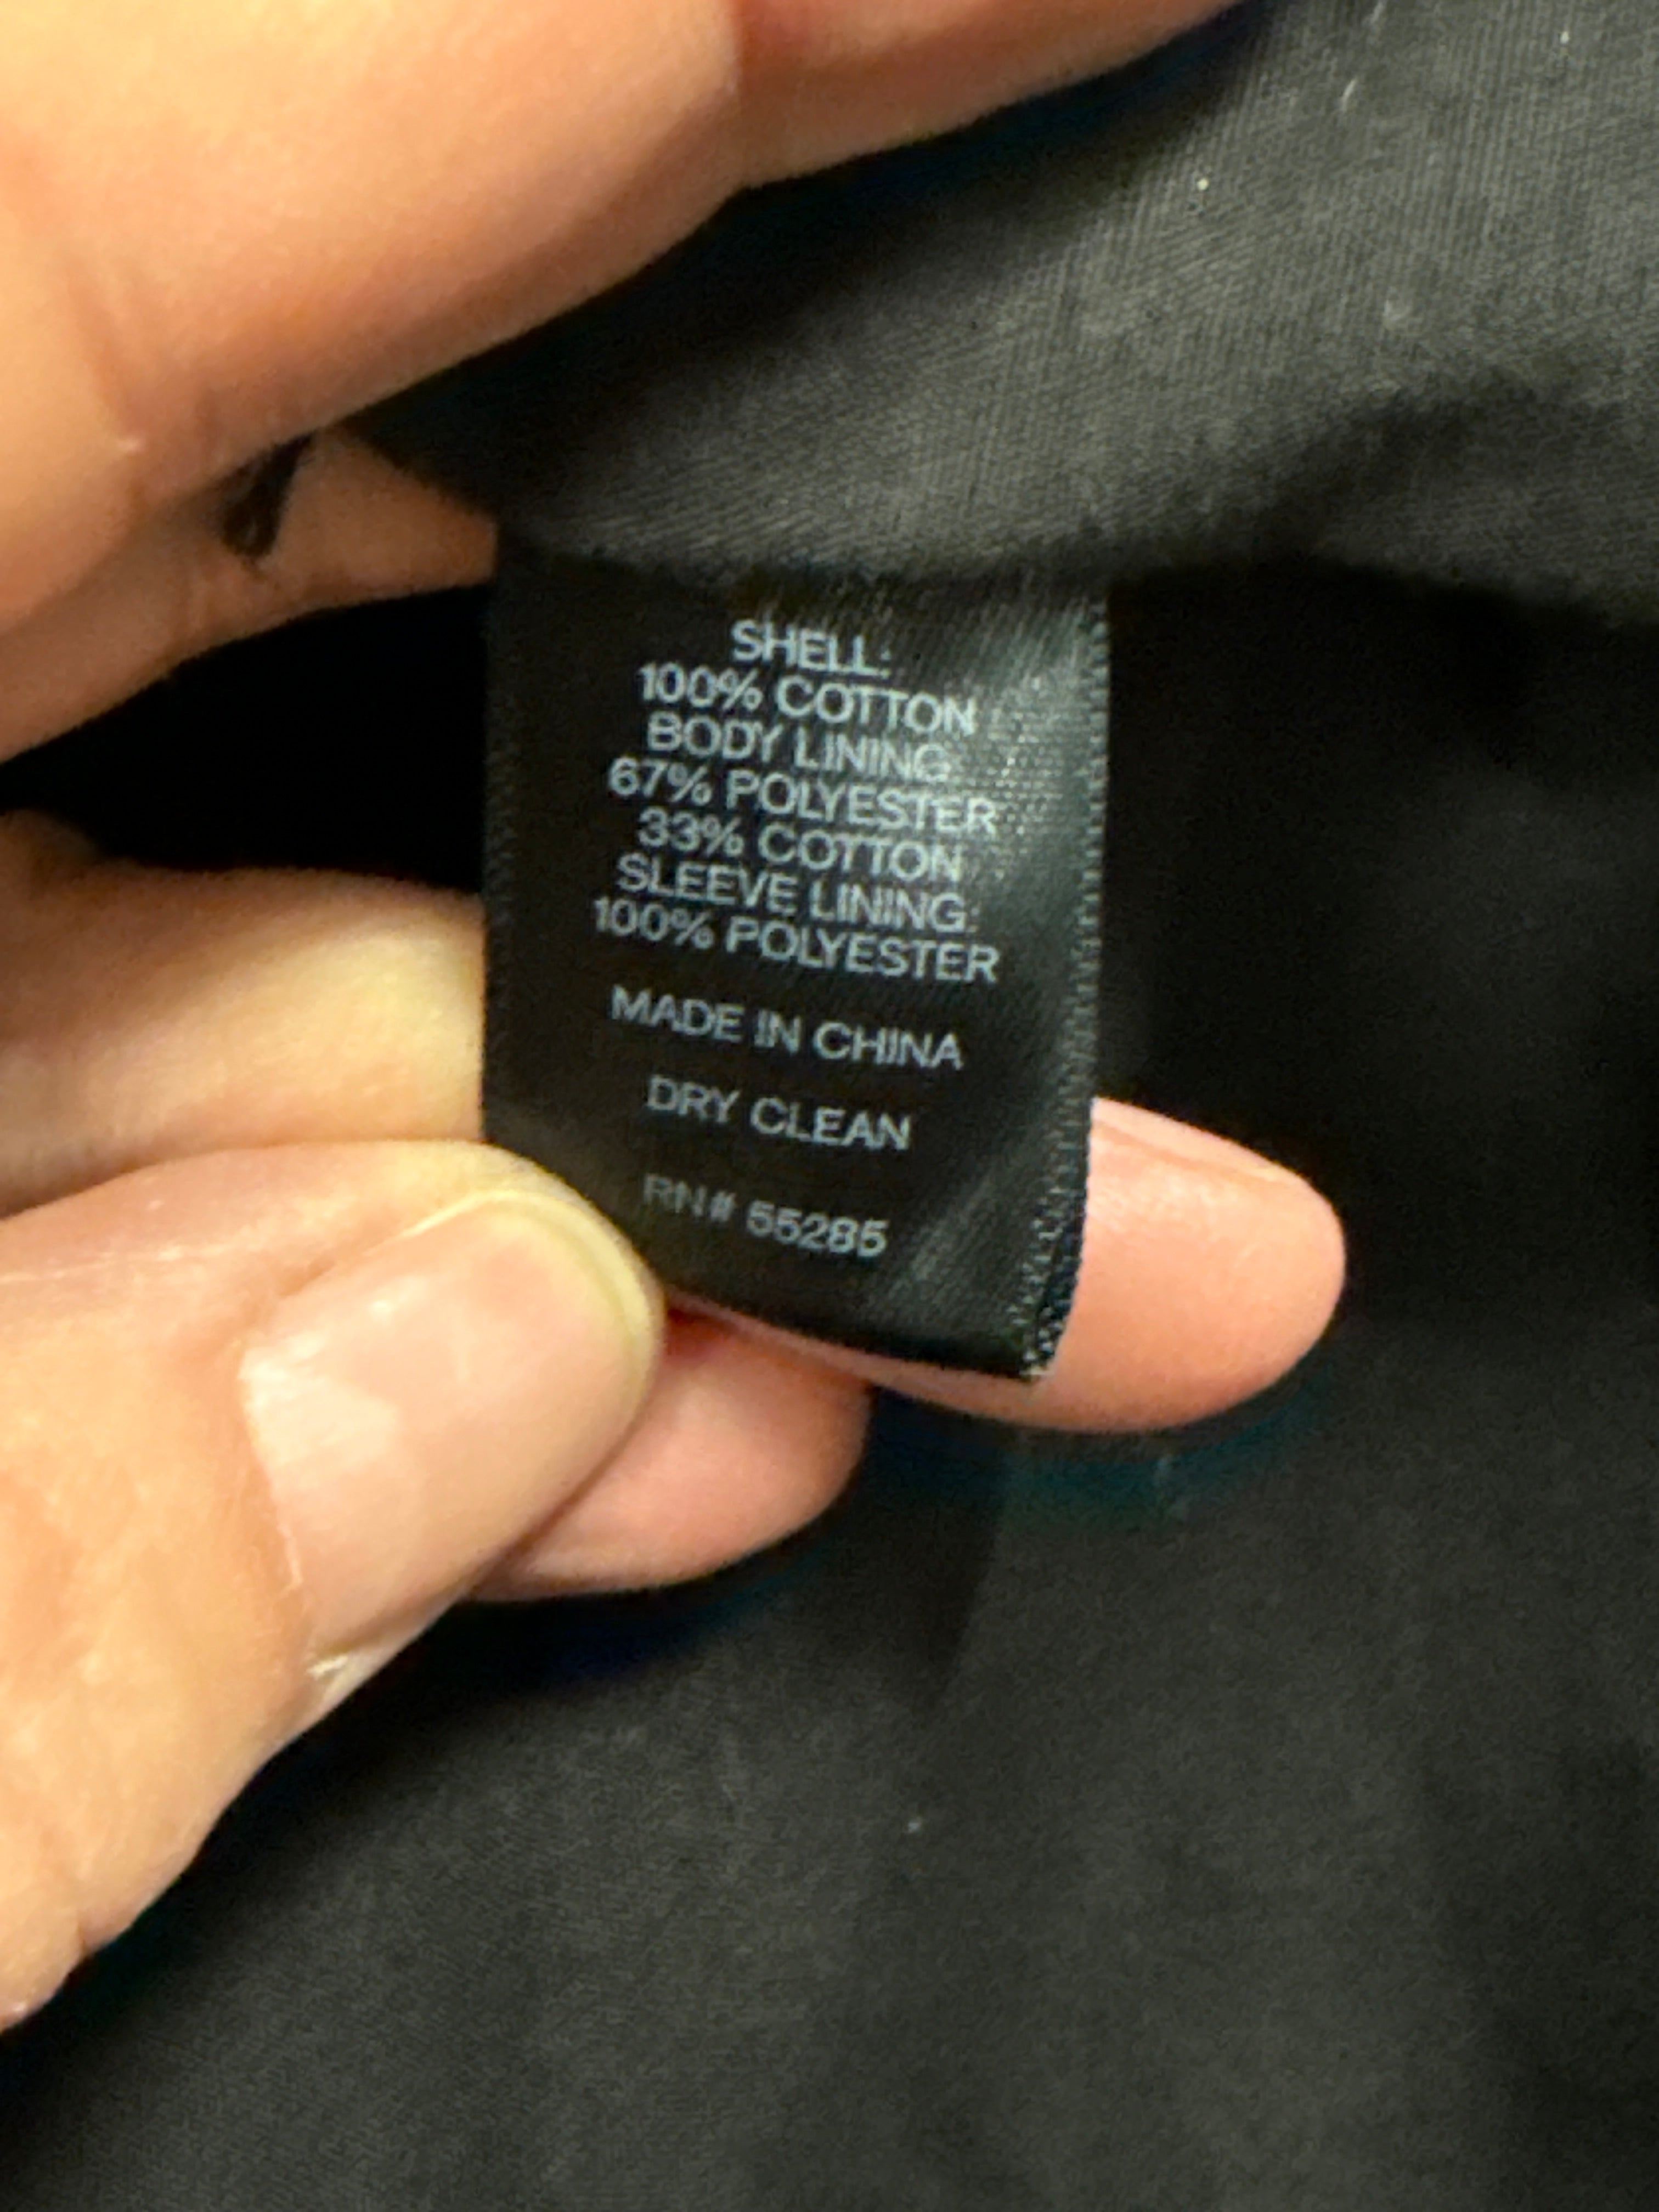 SHELL:
100% COTTON
BODY LINING:
67% POLYESTER
33% COTTON
SLEEVE LINING:
100% POLYESTER
MADE IN CHINA
DRY CLEAN
RN# 55285